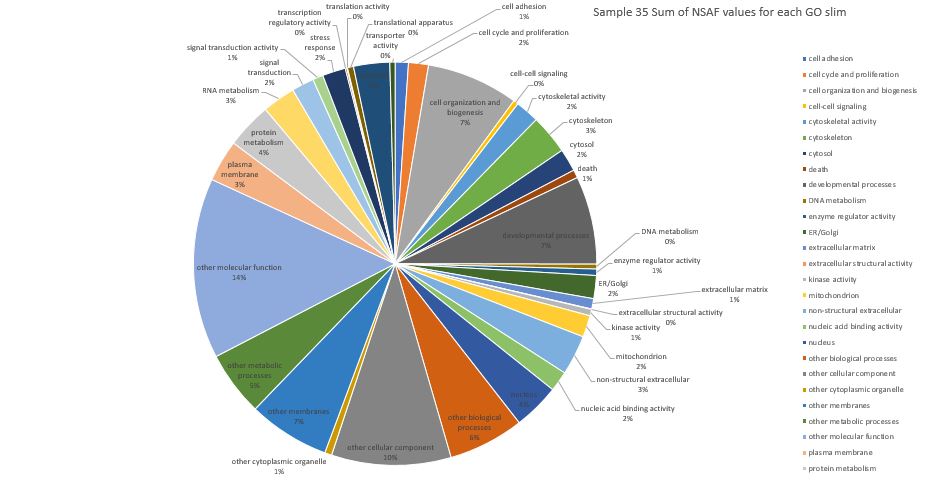 Sample 35 Sum of NSAF values for each GO slim
cell adhesion
1%
cell cycle and proliferation
2%
cell organization and
biogenesis
7%
cell-cell signaling
0%
cytoskeletal activity
2%
cytoskeleton
3%
cytosol
2%
death
1%
developmental processes
7%
DNA metabolism
0%
enzyme regulator activity
1%
ER/Golgi
2%
extracellular matrix
1%
extracellular structural activity
0%
kinase activity
1%
mitochondrion
2%
non-structural extracellular
3%
nucleic acid binding activity
2%
nucleus
4%
other biological
processes
6%
other cellular component
10%
other cytoplasmic organelle
1%
other membranes
7%
other metabolic
processes
5%
other molecular function
14%
plasma
membrane
3%
protein
metabolism
4%
RNA metabolism
3%
signal
transduction
2%
signal transduction activity
1%
stress
response
2%
transcription
regulatory activity
0%
translation activity
0%
translational apparatus
0%
transporter
activity
0%
cell adhesion
cell cycle and proliferation
cell organization and biogenesis
cell-cell signaling
cytoskeletal activity
cytoskeleton
cytosol
death
developmental processes
DNA metabolism
enzyme regulator activity
ER/Golgi
extracellular matrix
extracellular structural activity
kinase activity
mitochondrion
non-structural extracellular
nucleic acid binding activity
nucleus
other biological processes
other cellular component
other cytoplasmic organelle
other membranes
other metabolic processes
other molecular function
plasma membrane
protein metabolism